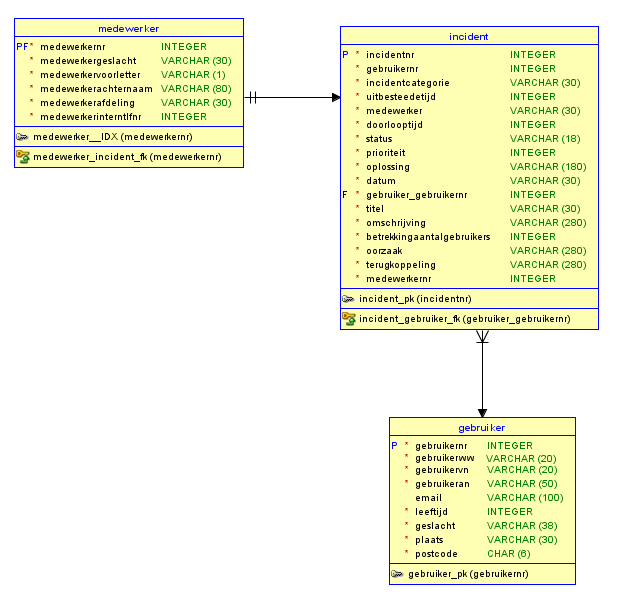 medewerker
PF* medewerkernr INTEGER
* medewerkergeslacht VARCHAR (30)
* medewerkervoorletter VARCHAR (1)
* medewerkerachternaam VARCHAR (80)
* medewerkerafdeling VARCHAR (30)
* medewerkerinterntlfnr INTEGER
medewerker__IDX (medewerkernr)
medewerker_incident_fk (medewerkernr)
incident
P * incidentnr INTEGER
* gebruikernr INTEGER
* incidentcategorie VARCHAR (30)
* uitbesteedetijd INTEGER
* medewerker VARCHAR (30)
* doorlooptijd INTEGER
* status VARCHAR (18)
* prioriteit INTEGER
* oplossing VARCHAR (180)
* datum VARCHAR (30)
F * gebruiker_gebruikernr INTEGER
* titel VARCHAR (30)
* omschrijving VARCHAR (280)
* betrekkingaantalgebruikers INTEGER
* oorzaak VARCHAR (280)
* terugkoppeling VARCHAR (280)
* medewerkernr INTEGER
incident_pk (incidentnr)
incident_gebruiker_fk (gebruiker_gebruikernr)
gebruiker
P * gebruikernr INTEGER
* gebruikerww VARCHAR (20)
* gebruikervn VARCHAR (20)
* gebruikeran VARCHAR (50)
email VARCHAR (100)
* leeftijd INTEGER
* geslacht VARCHAR (38)
* plaats VARCHAR (30)
* postcode CHAR (6)
gebruiker_pk (gebruikernr)